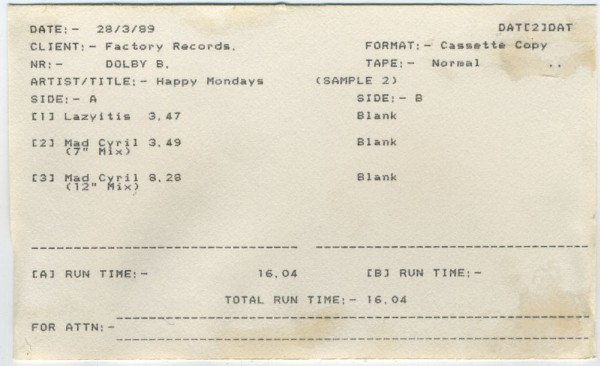 DATE:- 28/3/89 DAT[2]DAT
CLIENT:- Factory Records. FORMAT:- Cassette Copy
NR:- DOLBY B. TAPE:- Normal ..
ARTIST/TITLE:- Happy Mondays (SAMPLE 2)
SIDE:- A SIDE:- B
[1] Lazyitis 3.47 Blank
[2] Mad Cyril 3.49 Blank
(7" Mix)
[3] Mad Cyril 8.28 Blank
(12" Mix)
[A] RUN TIME:- 16.04 [B] RUN TIME:-
TOTAL RUN TIME:- 16.04
FOR ATTN:-